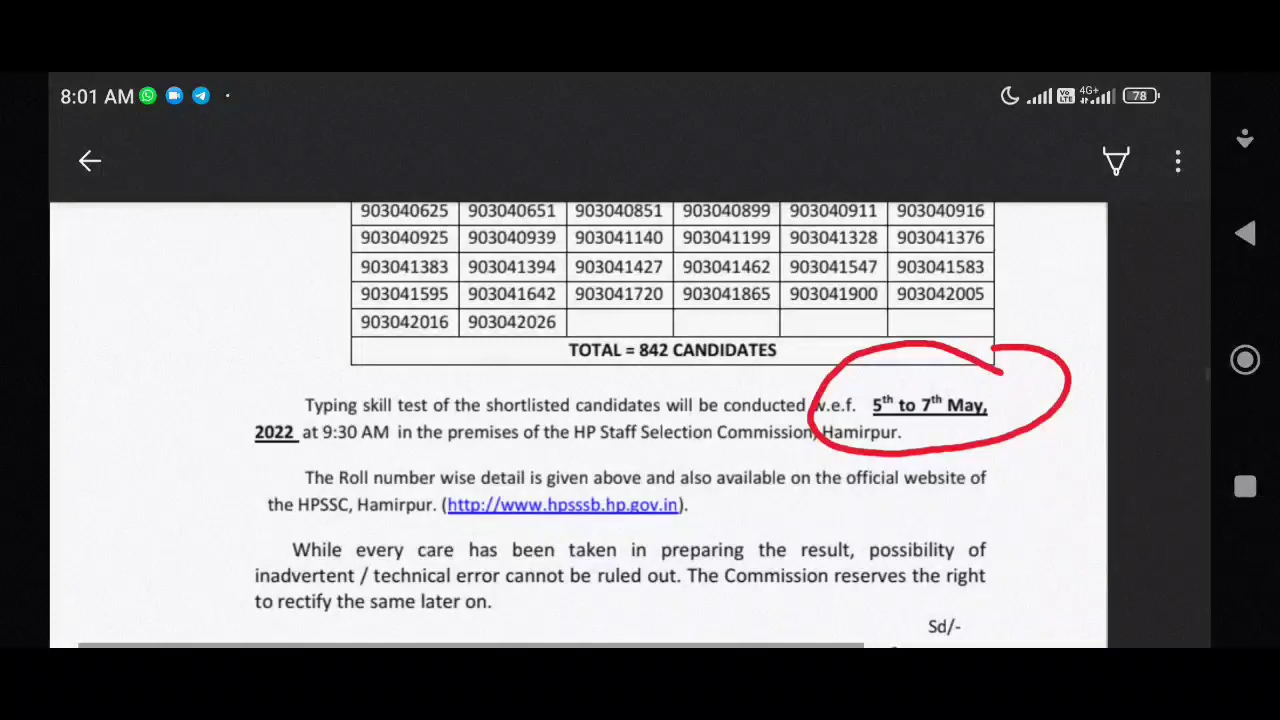 8:01 AM
4G+
Vo LTE
78
903040625 903040651 903040851 903040899 903040911 903040916
903040925 903040939 903041140 903041199 903041328 903041376
903041383 903041394 903041427 903041462 903041547 903041583
903041595 903041642 903041720 903041865 903041900 903042005
903042016 903042026
TOTAL = 842 CANDIDATES
Typing skill test of the shortlisted candidates will be conducted w.e.f. 5th to 7th May,
2022 at 9:30 AM in the premises of the HP Staff Selection Commission, Hamirpur.
The Roll number wise detail is given above and also available on the official website of
the HPSSC, Hamirpur. (http://www.hpsssb.hp.gov.in).
While every care has been taken in preparing the result, possibility of
inadvertent / technical error cannot be ruled out. The Commission reserves the right
to rectify the same later on.
Sd/-